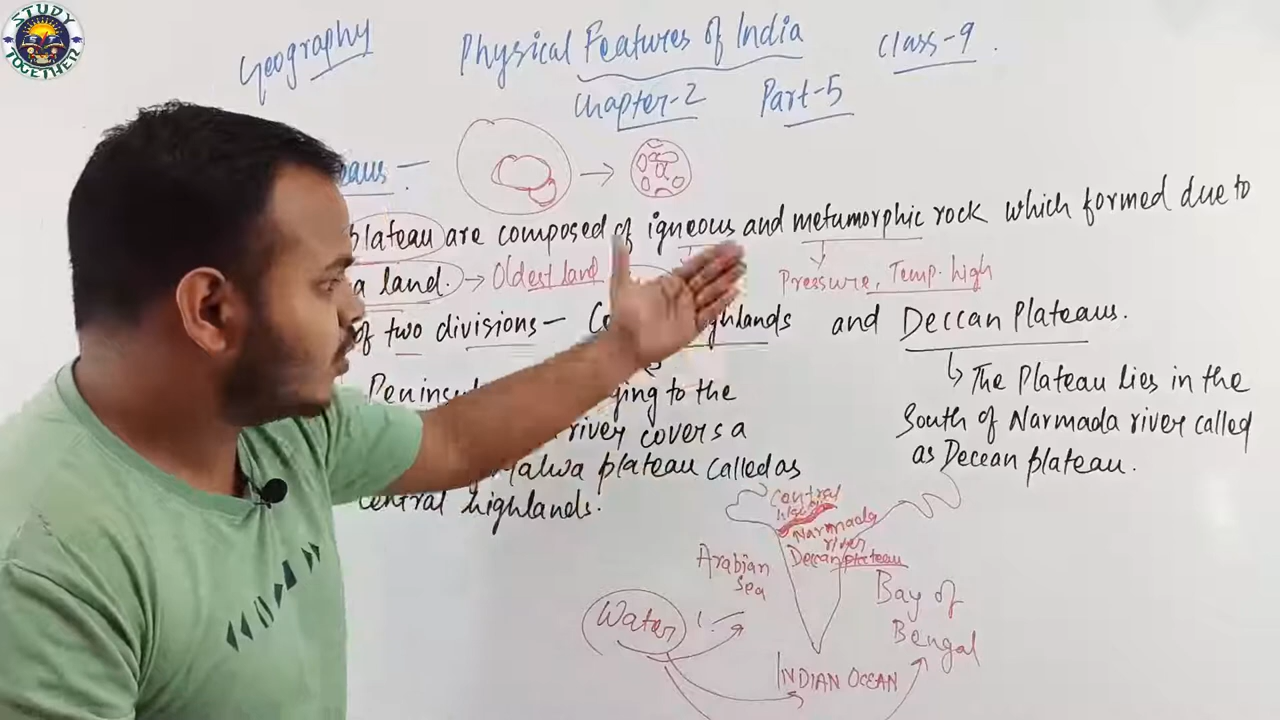 STUDY TOGETHER
Geography Physical Features of India Class-9.
Chapter-2 Part-5
eaus :-
plateau are composed of igneous and metamorphic rock which formed due to
a land. → Oldest land
Pressure, Temp. high
of two divisions - highlands and Deccan Plateaus.
↳ The Plateau Lies in the
South of Narmada river called
as Deccan plateau.
Penins ging to the
river covers a
Malwa plateau called as
central highlands.
Central
Narmada
river
Deccan plateau
Arabian
Sea
Bay of
Bengal
Water
INDIAN OCEAN